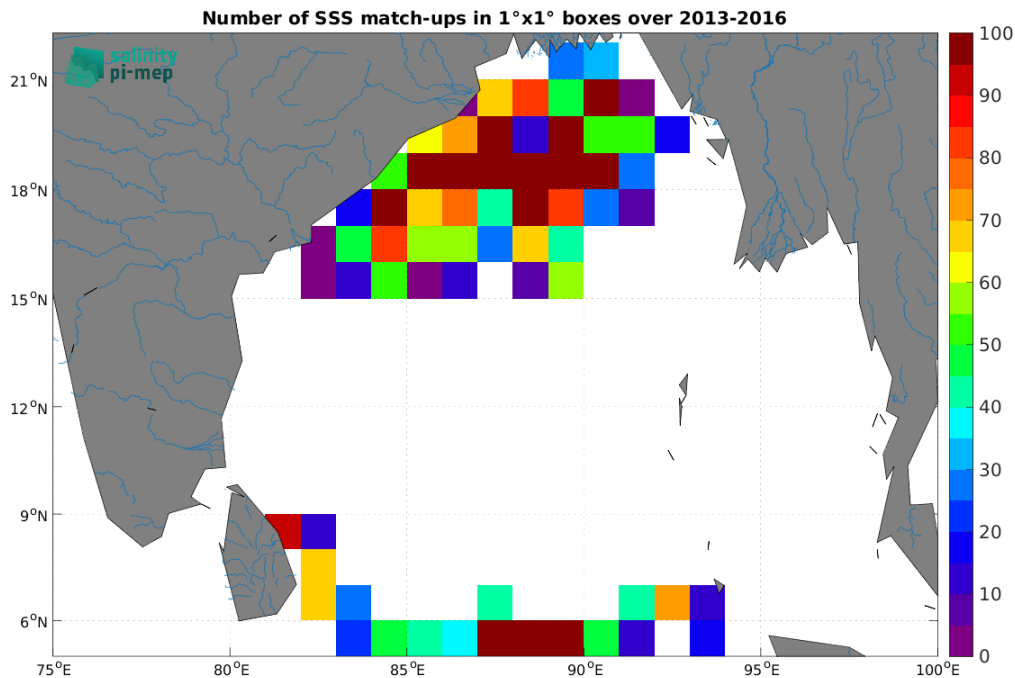 Number of SSS match-ups in 1°x1° boxes over 2013-2016
salinity
pi-mep
21°N
18°N
15°N
12°N
9°N
6°N
75°E 80°E 85°E 90°E 95°E 100°E
100
90
80
70
60
50
40
30
20
10
0